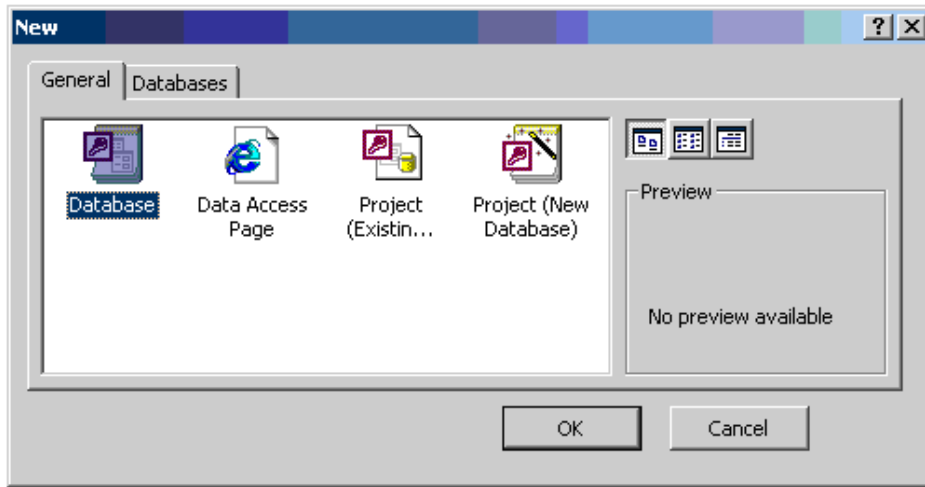 New
General Databases
Database Data Access Page Project (Existin... Project (New Database)
Preview
No preview available
OK Cancel